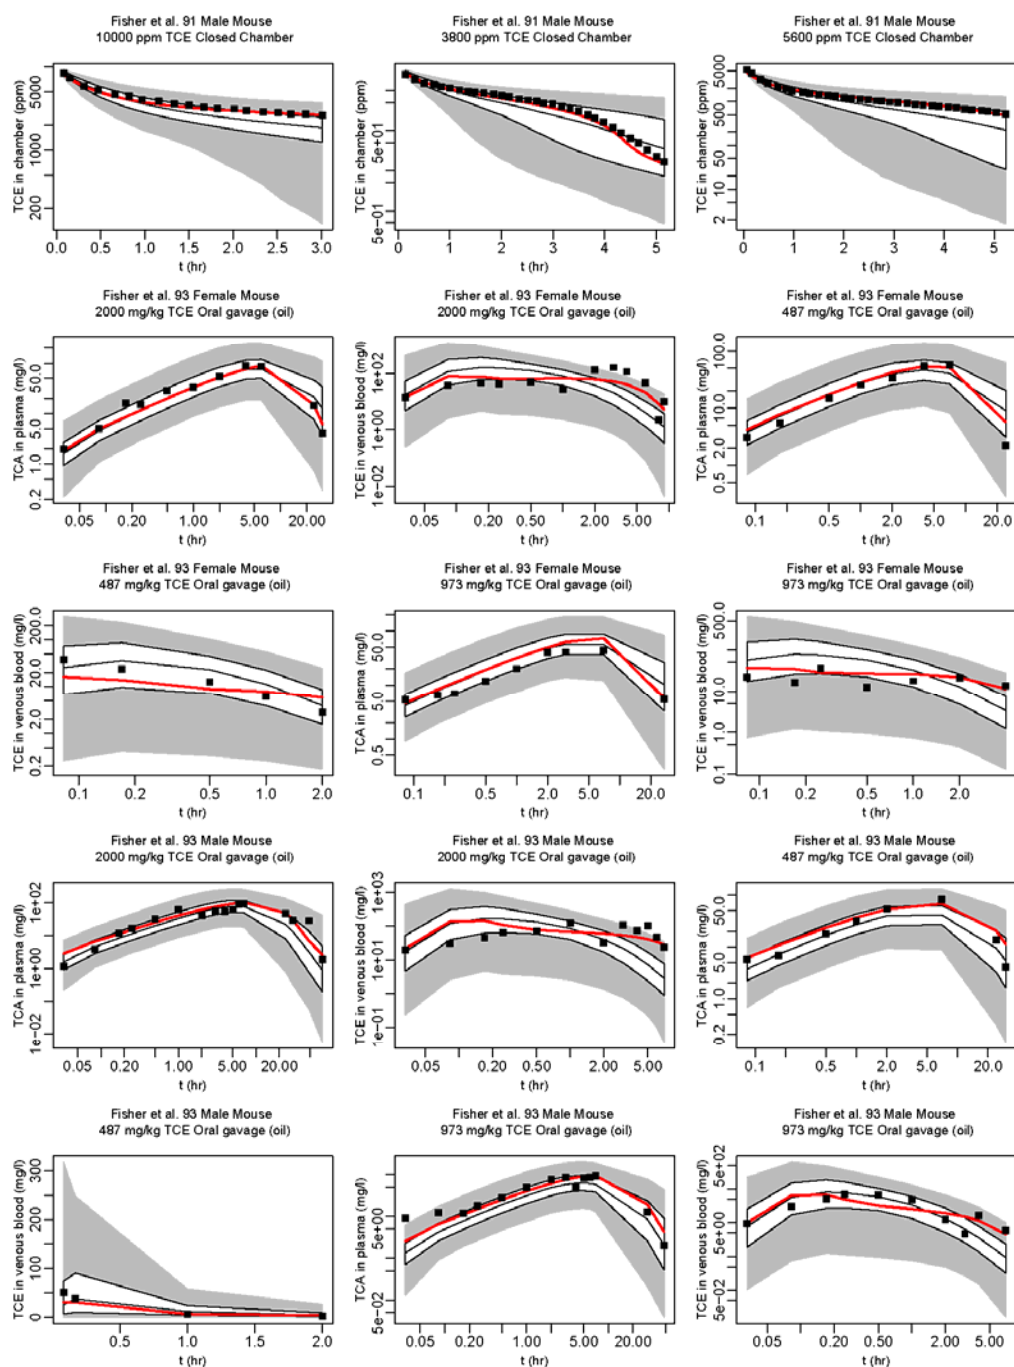 Fisher et al. 91 Male Mouse
10000 ppm TCE Closed Chamber
TCE in chamber (ppm)
5000
1000
200
0.0 0.5 1.0 1.5 2.0 2.5 3.0
t (hr)
Fisher et al. 91 Male Mouse
3800 ppm TCE Closed Chamber
TCE in chamber (ppm)
5e+01
5e-01
0 1 2 3 4 5
t (hr)
Fisher et al. 91 Male Mouse
5600 ppm TCE Closed Chamber
TCE in chamber (ppm)
5000
500
50
10
2
0 1 2 3 4 5
t (hr)
Fisher et al. 93 Female Mouse
2000 mg/kg TCE Oral gavage (oil)
TCA in plasma (mg/l)
50.0
5.0
1.0
0.2
0.05 0.20 1.00 5.00 20.00
t (hr)
Fisher et al. 93 Female Mouse
2000 mg/kg TCE Oral gavage (oil)
TCE in venous blood (mg/l)
1e+02
1e+00
1e-02
0.05 0.20 0.50 2.00 5.00
t (hr)
Fisher et al. 93 Female Mouse
487 mg/kg TCE Oral gavage (oil)
TCA in plasma (mg/l)
100.0
10.0
2.0
0.5
0.1 0.5 2.0 5.0 20.0
t (hr)
Fisher et al. 93 Female Mouse
487 mg/kg TCE Oral gavage (oil)
TCE in venous blood (mg/l)
200.0
20.0
2.0
0.2
0.1 0.2 0.5 1.0 2.0
t (hr)
Fisher et al. 93 Female Mouse
973 mg/kg TCE Oral gavage (oil)
TCA in plasma (mg/l)
50.0
5.0
0.5
0.1 0.5 2.0 5.0 20.0
t (hr)
Fisher et al. 93 Female Mouse
973 mg/kg TCE Oral gavage (oil)
TCE in venous blood (mg/l)
500.0
10.0
1.0
0.1
0.1 0.2 0.5 1.0 2.0
t (hr)
Fisher et al. 93 Male Mouse
2000 mg/kg TCE Oral gavage (oil)
TCA in plasma (mg/l)
1e+02
1e+00
1e-02
0.05 0.20 1.00 5.00 20.00
t (hr)
Fisher et al. 93 Male Mouse
2000 mg/kg TCE Oral gavage (oil)
TCE in venous blood (mg/l)
1e+03
1e+01
1e-01
0.05 0.20 0.50 2.00 5.00
t (hr)
Fisher et al. 93 Male Mouse
487 mg/kg TCE Oral gavage (oil)
TCA in plasma (mg/l)
50.0
5.0
1.0
0.2
0.1 0.5 2.0 5.0 20.0
t (hr)
Fisher et al. 93 Male Mouse
487 mg/kg TCE Oral gavage (oil)
TCE in venous blood (mg/l)
300
200
100
50
0
0.5 1.0 1.5 2.0
t (hr)
Fisher et al. 93 Male Mouse
973 mg/kg TCE Oral gavage (oil)
TCA in plasma (mg/l)
5e+00
5e-02
0.05 0.20 1.00 5.00 20.00
t (hr)
Fisher et al. 93 Male Mouse
973 mg/kg TCE Oral gavage (oil)
TCE in venous blood (mg/l)
5e+02
5e+00
5e-02
0.05 0.20 0.50 2.00 5.00
t (hr)